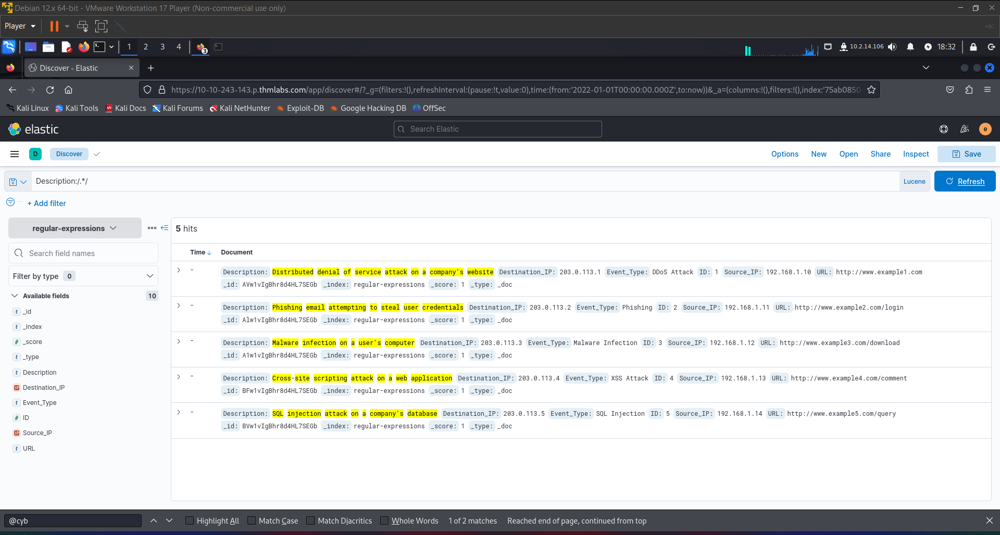 Debian 12.x 64-bit - VMware Workstation 17 Player (Non-commercial use only)
Player
1 2 3 4 3 10.2.14.106 18:32
Discover - Elastic
https://10-10-243-143.p.thmlabs.com/app/discover#/?_g=(filters:!(),refreshInterval:(pause:!t,value:0),time:(from:'2022-01-01T00:00:00.000Z',to:now))&_a=(columns:!(),filters:!(),index:'75ab0850-
Kali Linux Kali Tools Kali Docs Kali Forums Kali NetHunter Exploit-DB Google Hacking DB OffSec
elastic Search Elastic e
D Discover Options New Open Share Inspect Save
Description:/.*/ Lucene Refresh
+ Add filter
regular-expressions
Search field names
Filter by type 0
Available fields 10
_id
_index
_score
_type
Description
Destination_IP
Event_Type
ID
Source_IP
URL
5 hits
Time Document
- Description: Distributed denial of service attack on a company's website Destination_IP: 203.0.113.1 Event_Type: DDoS Attack ID: 1 Source_IP: 192.168.1.10 URL: http://www.example1.com
_id: AVw1vIgBhr8d4HL7SEGb _index: regular-expressions _score: 1 _type: _doc
- Description: Phishing email attempting to steal user credentials Destination_IP: 203.0.113.2 Event_Type: Phishing ID: 2 Source_IP: 192.168.1.11 URL: http://www.example2.com/login
_id: Alw1vIgBhr8d4HL7SEGb _index: regular-expressions _score: 1 _type: _doc
- Description: Malware infection on a user's computer Destination_IP: 203.0.113.3 Event_Type: Malware Infection ID: 3 Source_IP: 192.168.1.12 URL: http://www.example3.com/download
_id: A1w1vIgBhr8d4HL7SEGb _index: regular-expressions _score: 1 _type: _doc
- Description: Cross-site scripting attack on a web application Destination_IP: 203.0.113.4 Event_Type: XSS Attack ID: 4 Source_IP: 192.168.1.13 URL: http://www.example4.com/comment
_id: BFw1vIgBhr8d4HL7SEGb _index: regular-expressions _score: 1 _type: _doc
- Description: SQL injection attack on a company's database Destination_IP: 203.0.113.5 Event_Type: SQL Injection ID: 5 Source_IP: 192.168.1.14 URL: http://www.example5.com/query
_id: BVw1vIgBhr8d4HL7SEGb _index: regular-expressions _score: 1 _type: _doc
@cyb Highlight All Match Case Match Diacritics Whole Words 1 of 2 matches Reached end of page, continued from top